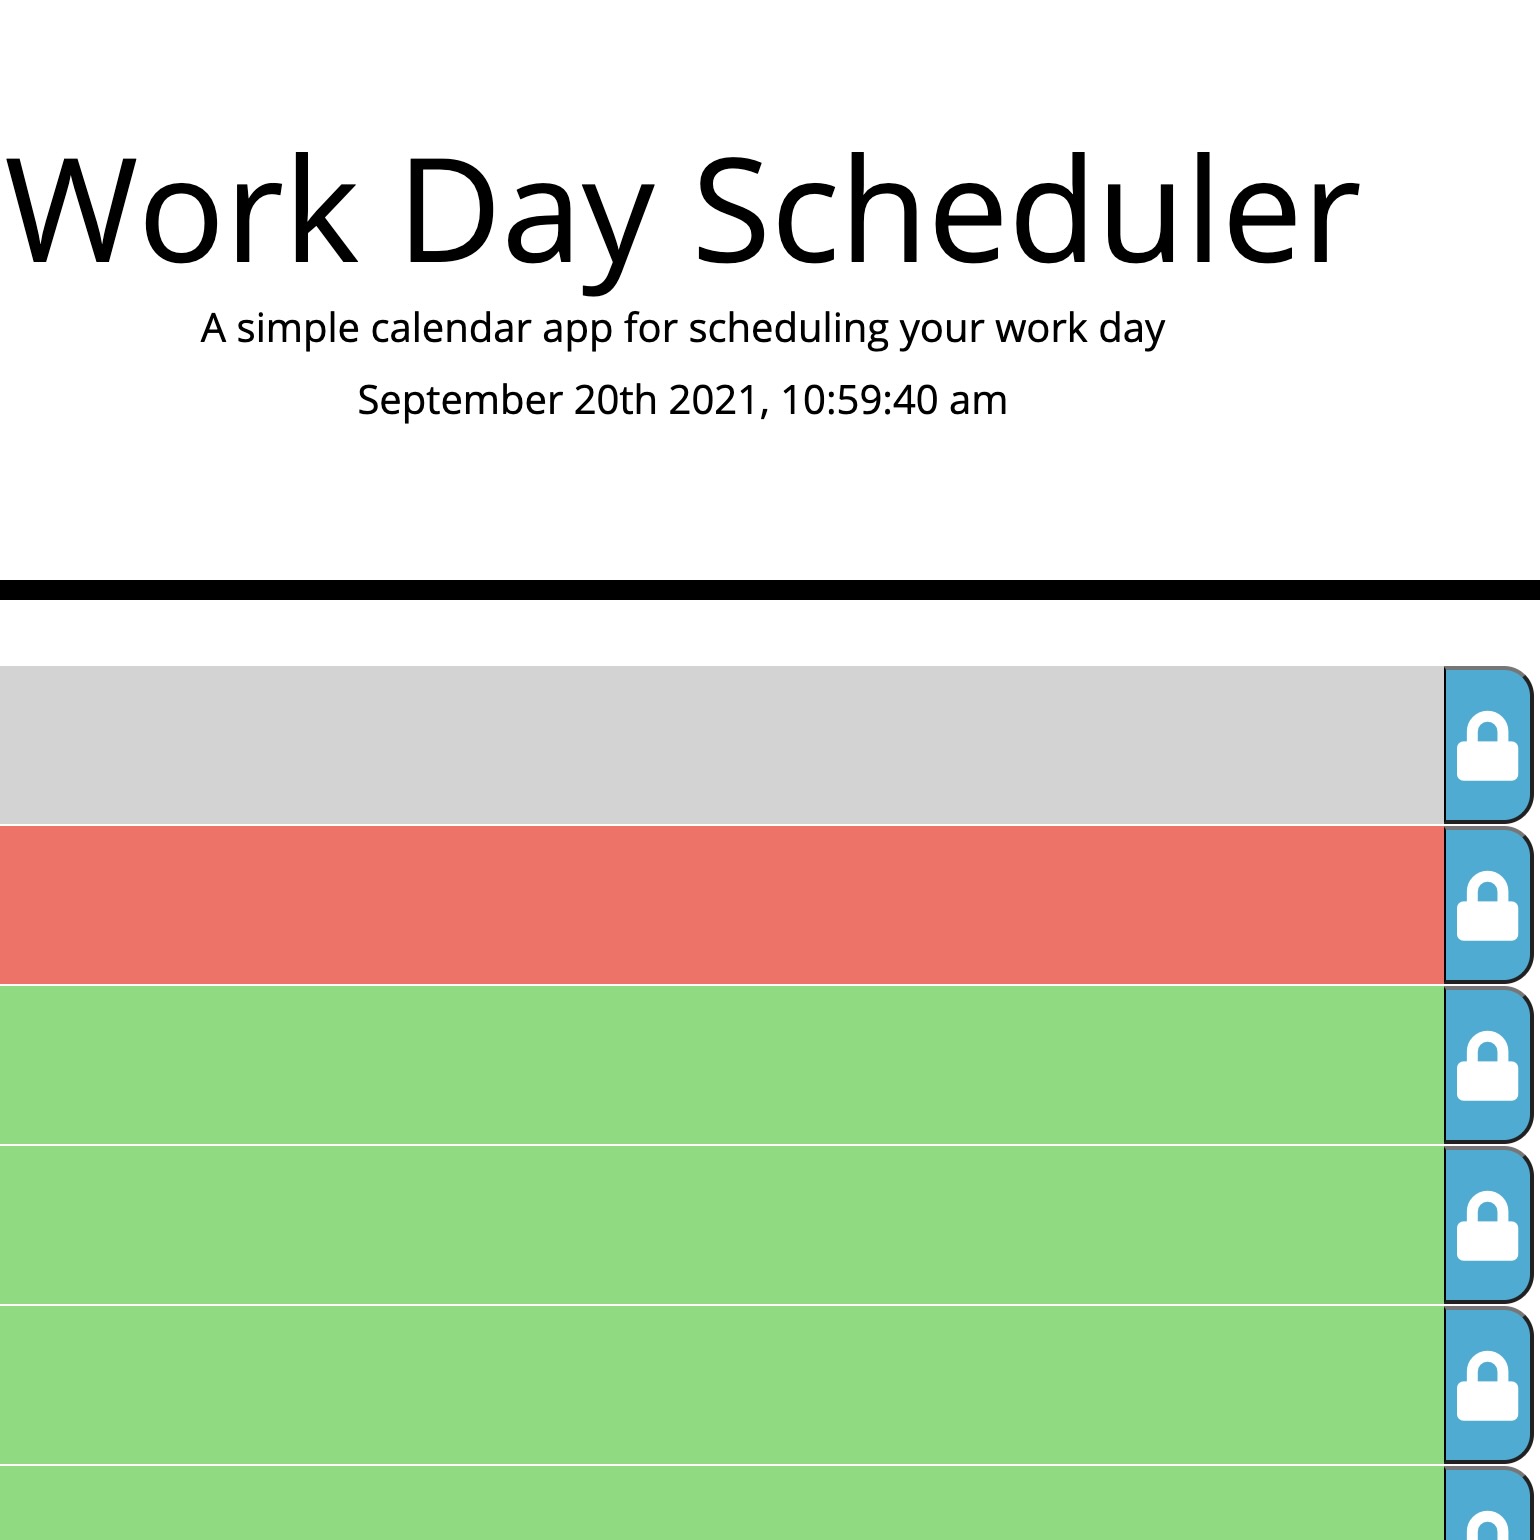 Work Day Scheduler
A simple calendar app for scheduling your work day
September 20th 2021, 10:59:40 am